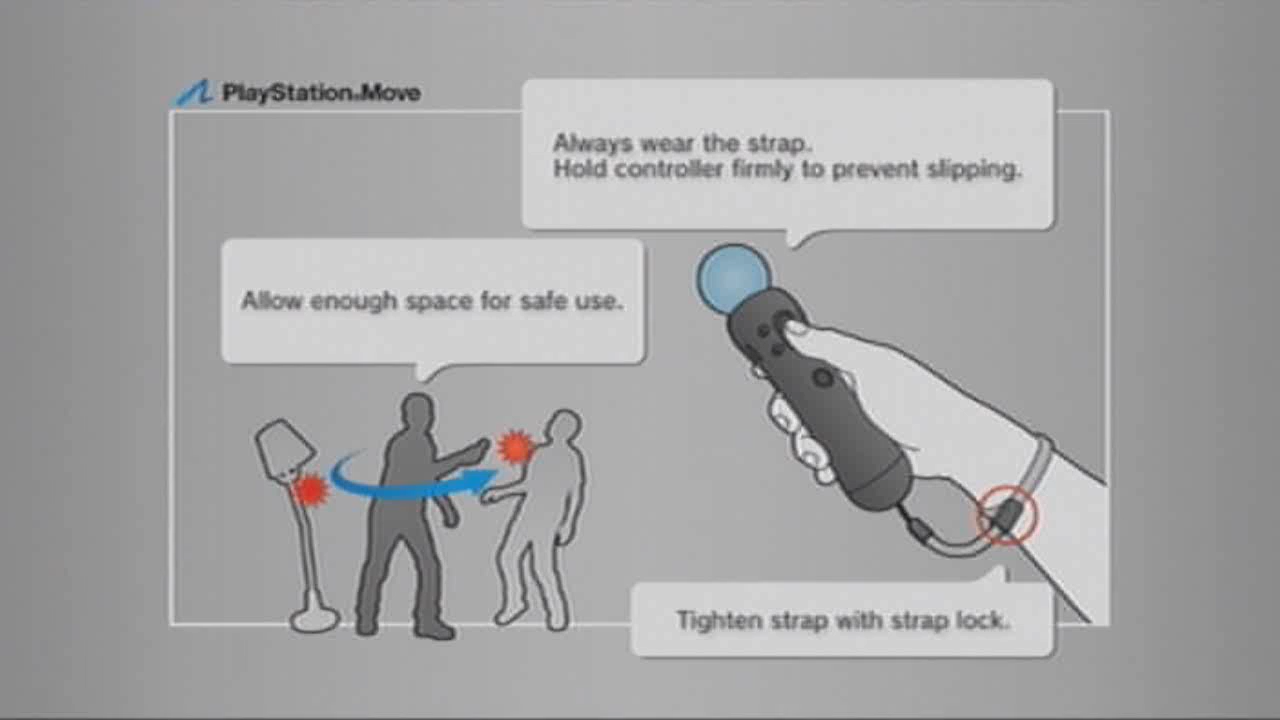 PlayStation®Move
Always wear the strap.
Hold controller firmly to prevent slipping.
Allow enough space for safe use.
Tighten strap with strap lock.